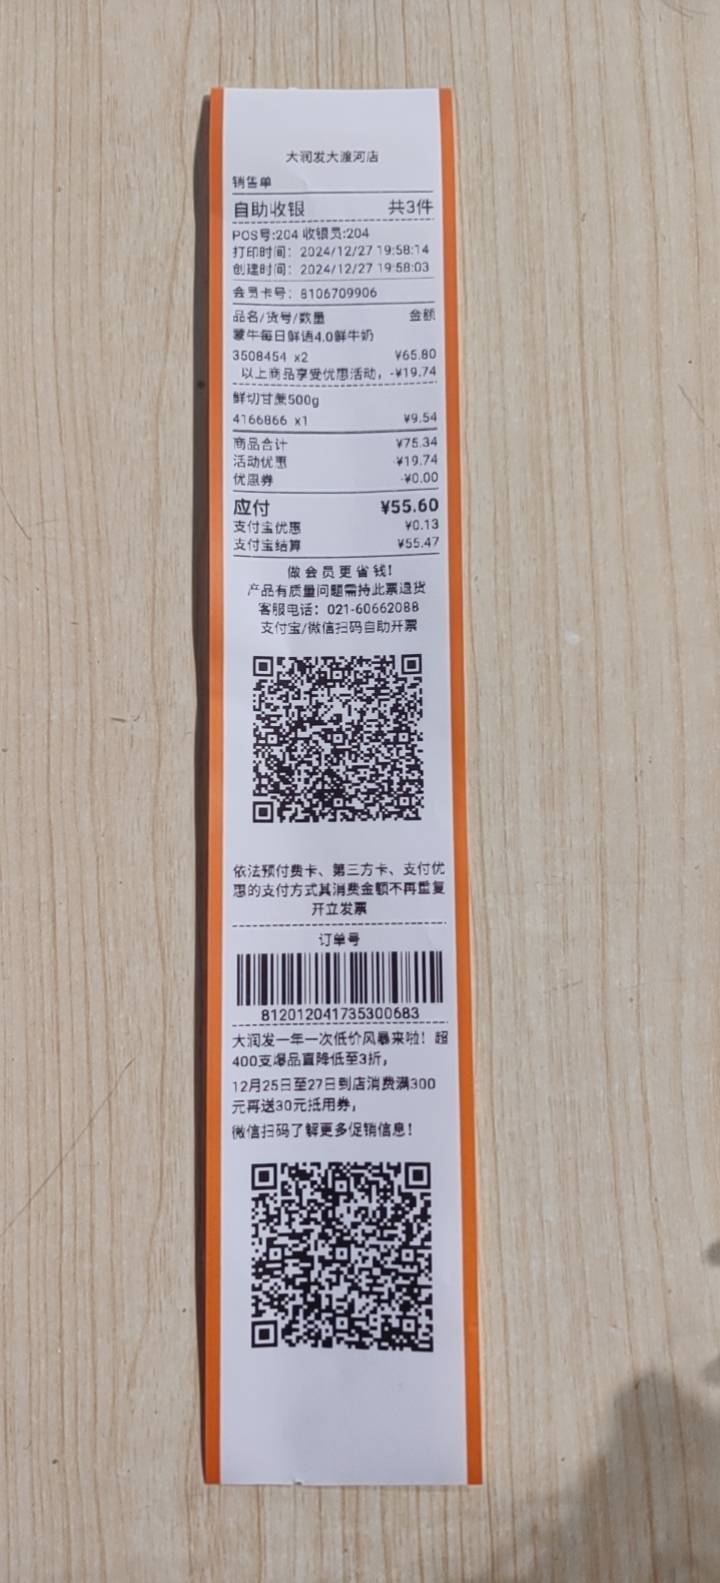 大润发大渡河店
销售单
自助收银 共3件
POS号:204 收银员:204
打印时间: 2024/12/27 19:58:14
创建时间: 2024/12/27 19:58:03
会员卡号: 8106709906
品名/货号/数量 金额
蒙牛每日鲜语4.0鲜牛奶
3508454 x2 ¥65.80
以上商品享受优惠活动, -¥19.74
鲜切甘蔗500g
4166866 x1 ¥9.54
商品合计 ¥75.34
活动优惠 -¥19.74
优惠券 -¥0.00
应付 ¥55.60
支付宝优惠 ¥0.13
支付宝结算 ¥55.47
做会员更省钱!
产品有质量问题需持此票退货
客服电话: 021-60662088
支付宝/微信扫码自助开票
依法预付费卡、第三方卡、支付优
惠的支付方式其消费金额不再重复
开立发票
订单号
812012041735300683
大润发一年一次低价风暴来啦! 超
400支爆品直降低至3折,
12月25日至27日到店消费满300
元再送30元抵用券,
微信扫码了解更多促销信息!